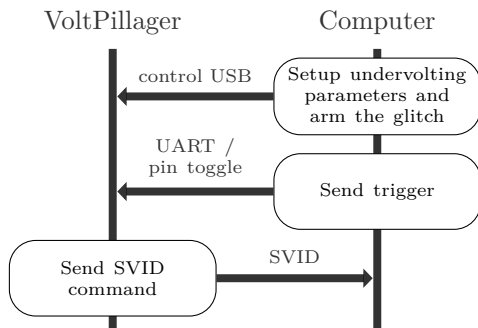 VoltPillager
Computer
control USB
Setup undervolting
parameters and
arm the glitch
UART /
pin toggle
Send trigger
Send SVID
command
SVID